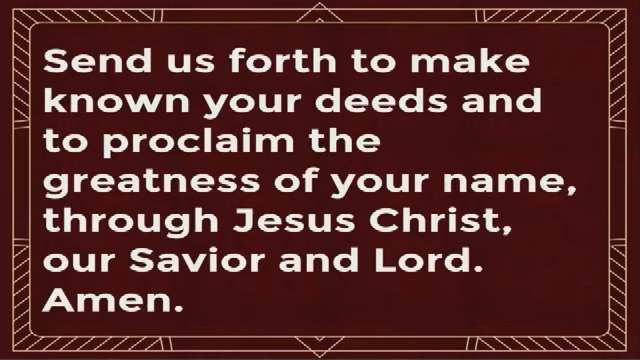 Send us forth to make
known your deeds and
to proclaim the
greatness of your name,
through Jesus Christ,
our Savior and Lord.
Amen.